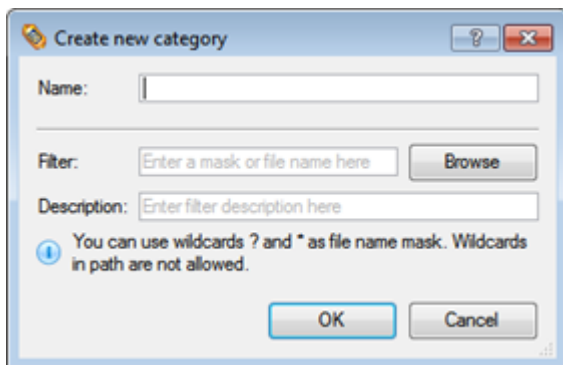 Create new category
?
Name:
Filter: Enter a mask or file name here Browse
Description: Enter filter description here
You can use wildcards ? and * as file name mask. Wildcards
in path are not allowed.
OK Cancel